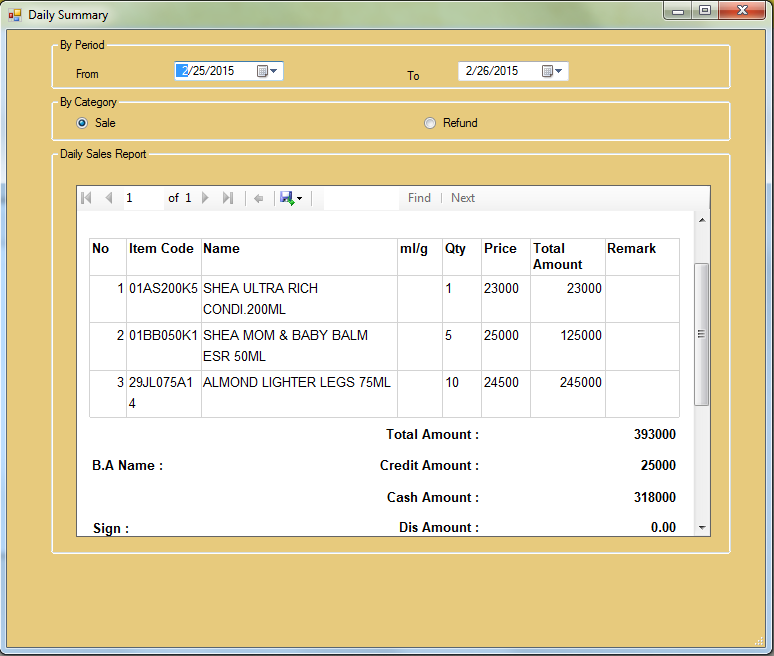 Daily Summary
By Period
From 2/25/2015 To 2/26/2015
By Category
Sale Refund
Daily Sales Report
1 of 1 Find | Next
No Item Code Name ml/g Qty Price Total Remark
Amount
1 01AS200K5 SHEA ULTRA RICH 1 23000 23000
CONDI.200ML
2 01BB050K1 SHEA MOM & BABY BALM 5 25000 125000
ESR 50ML
3 29JL075A1 ALMOND LIGHTER LEGS 75ML 10 24500 245000
4
Total Amount : 393000
B.A Name : Credit Amount : 25000
Cash Amount : 318000
Sign : Dis Amount : 0.00